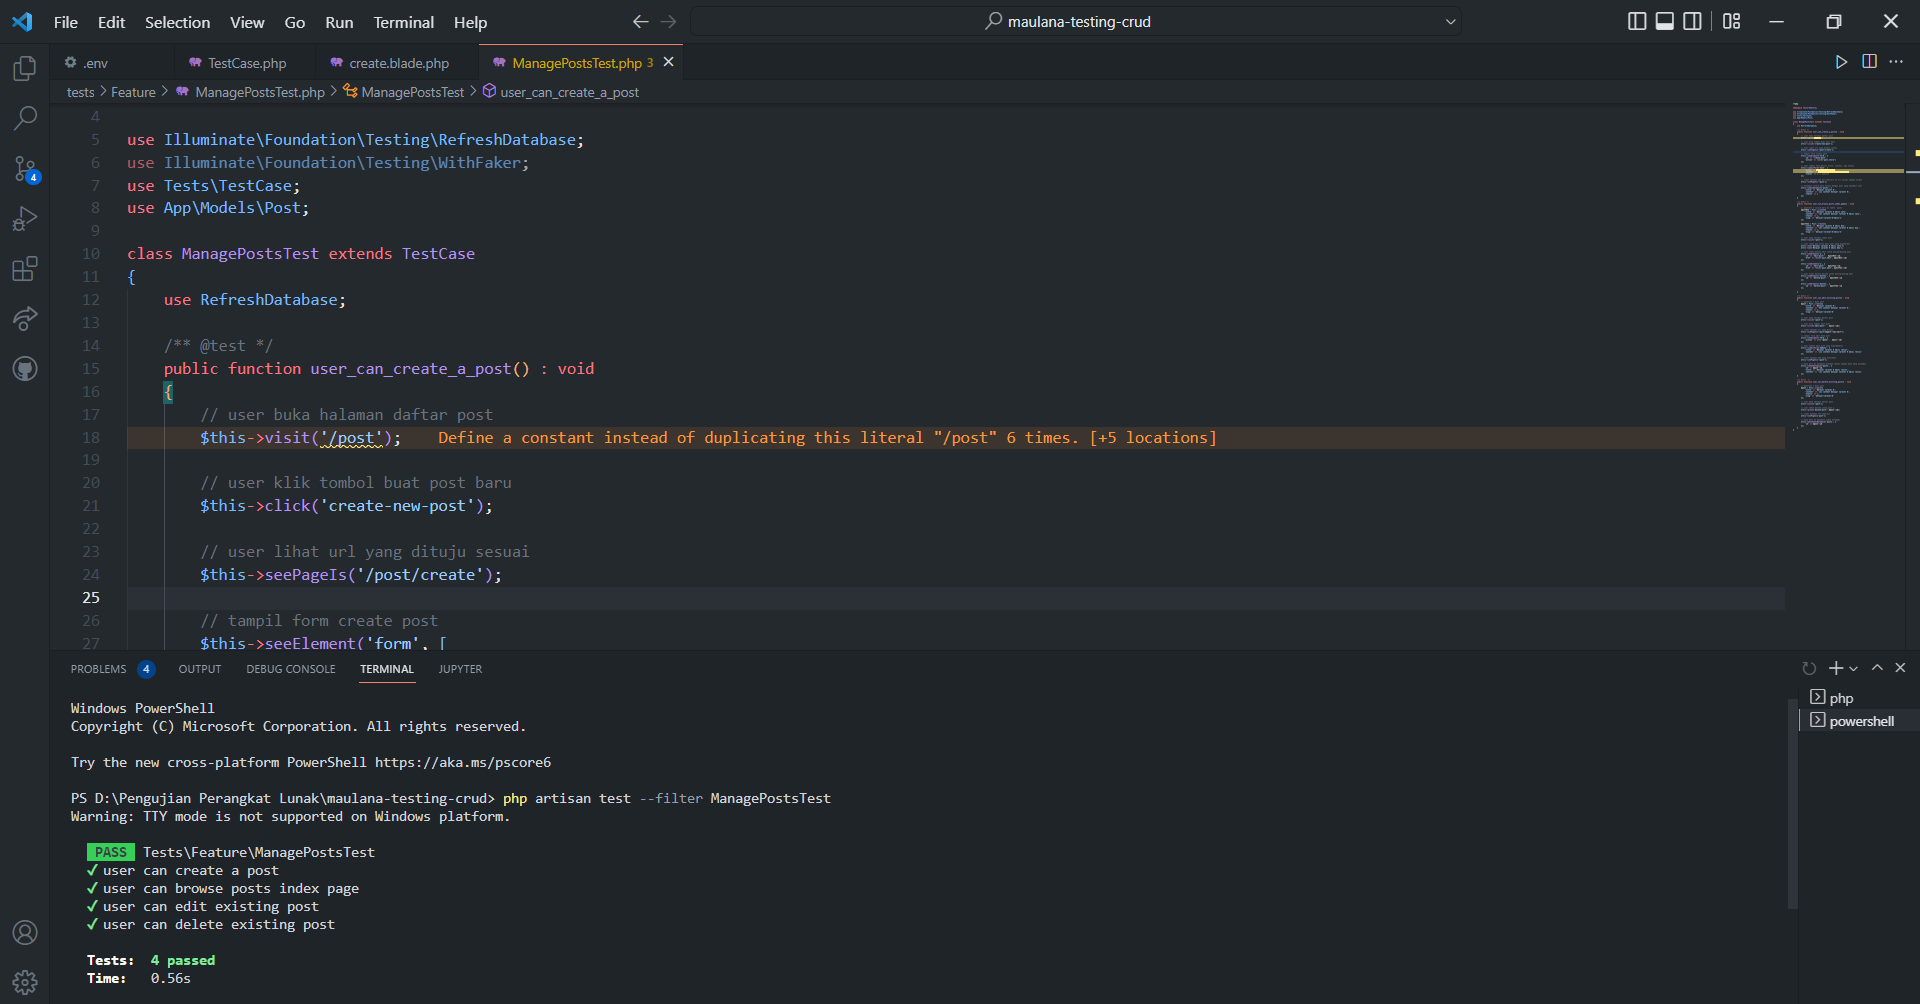 File Edit Selection View Go Run Terminal Help
maulana-testing-crud
.env TestCase.php create.blade.php ManagePostsTest.php 3
tests > Feature > ManagePostsTest.php > ManagePostsTest > user_can_create_a_post
4
5 use Illuminate\Foundation\Testing\RefreshDatabase;
6 use Illuminate\Foundation\Testing\WithFaker;
7 use Tests\TestCase;
8 use App\Models\Post;
9
10 class ManagePostsTest extends TestCase
11 {
12 use RefreshDatabase;
13
14 /** @test */
15 public function user_can_create_a_post() : void
16 {
17 // user buka halaman daftar post
18 $this->visit('/post'); Define a constant instead of duplicating this literal "/post" 6 times. [+5 locations]
19
20 // user klik tombol buat post baru
21 $this->click('create-new-post');
22
23 // user lihat url yang dituju sesuai
24 $this->seePageIs('/post/create');
25
26 // tampil form create post
27 $this->seeElement('form', [
4
PROBLEMS 4 OUTPUT DEBUG CONSOLE TERMINAL JUPYTER
Windows PowerShell
Copyright (C) Microsoft Corporation. All rights reserved.
Try the new cross-platform PowerShell https://aka.ms/pscore6
PS D:\Pengujian Perangkat Lunak\maulana-testing-crud> php artisan test --filter ManagePostsTest
Warning: TTY mode is not supported on Windows platform.
PASS Tests\Feature\ManagePostsTest
✓ user can create a post
✓ user can browse posts index page
✓ user can edit existing post
✓ user can delete existing post
Tests: 4 passed
Time: 0.56s
php
powershell